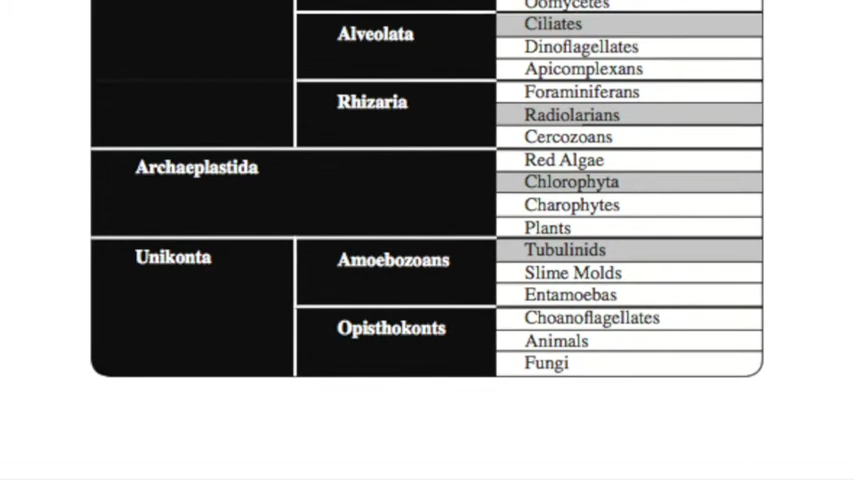 Oomycetes
Alveolata
Ciliates
Dinoflagellates
Apicomplexans
Rhizaria
Foraminiferans
Radiolarians
Cercozoans
Archaeplastida
Red Algae
Chlorophyta
Charophytes
Plants
Unikonta
Amoebozoans
Tubulinids
Slime Molds
Entamoebas
Opisthokonts
Choanoflagellates
Animals
Fungi